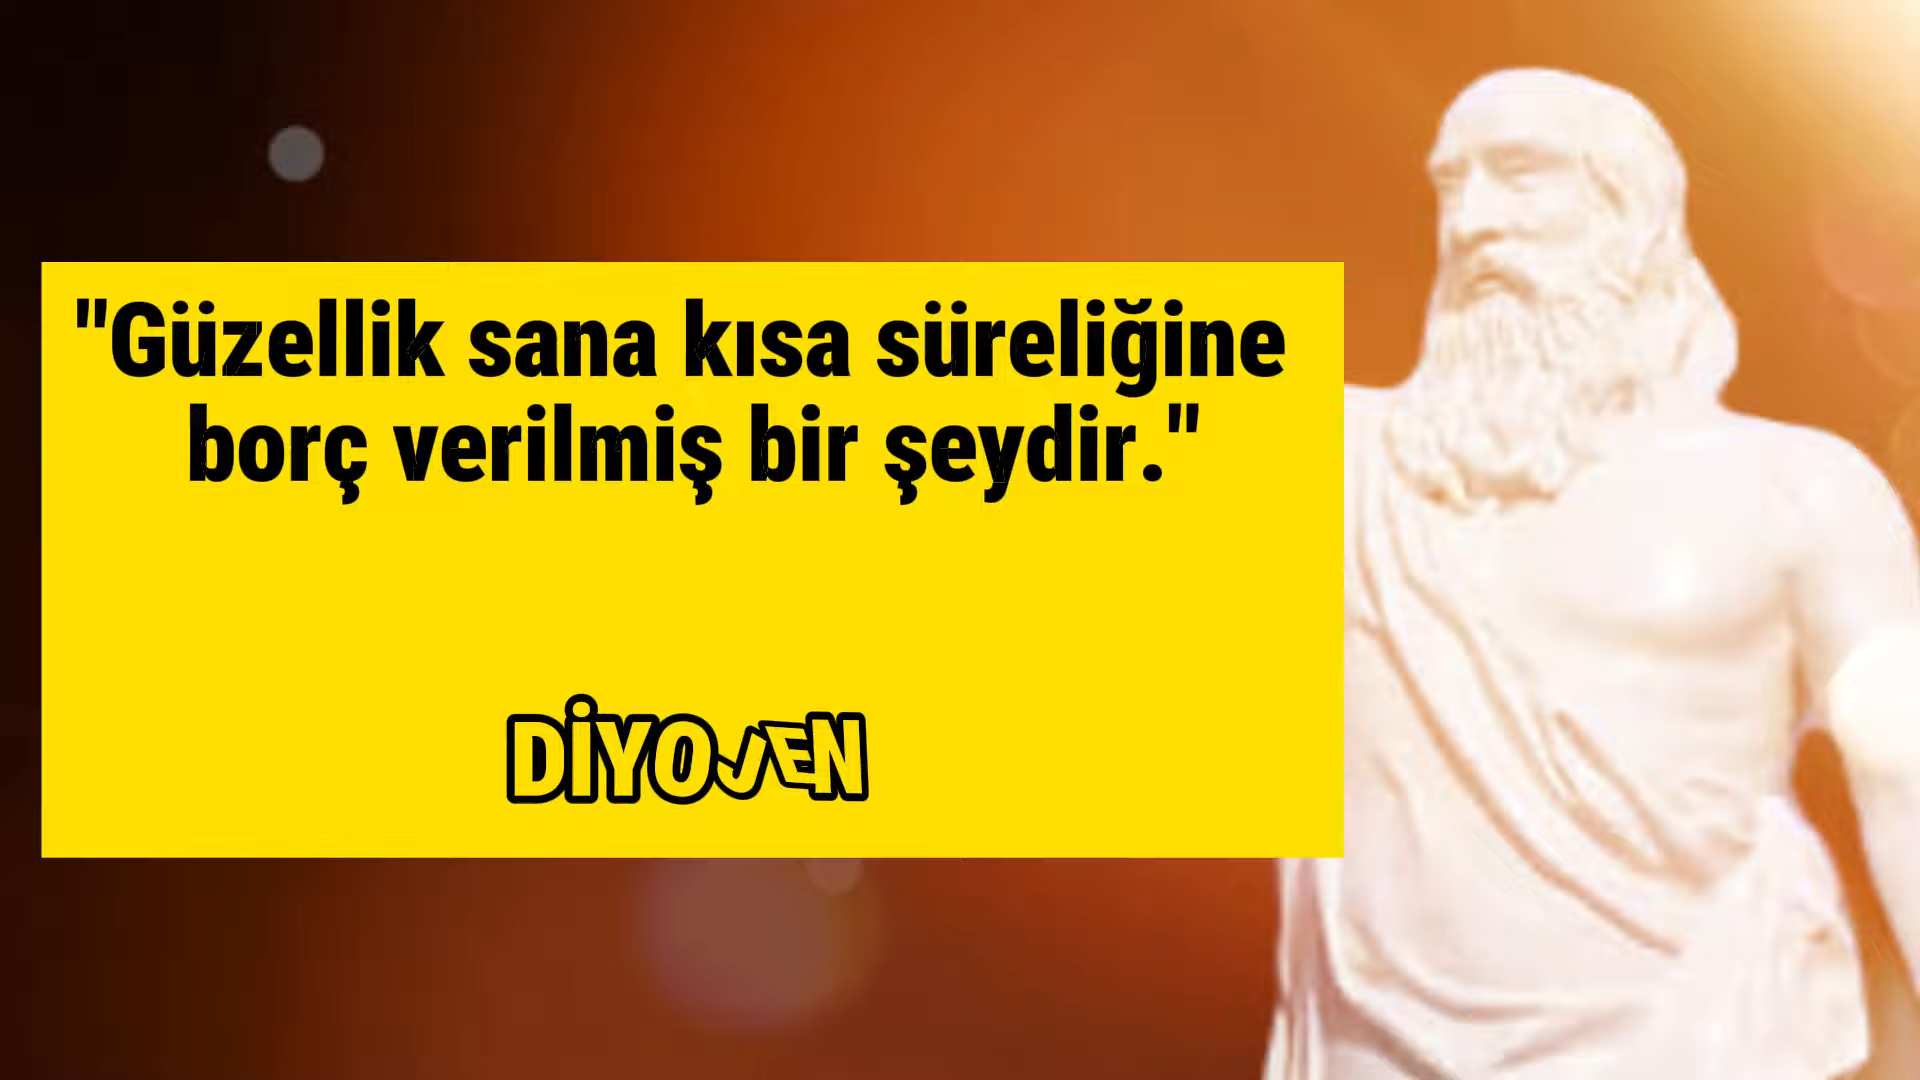 "Güzellik sana kısa süreliğine
borç verilmiş bir şeydir."
DİYOJEN